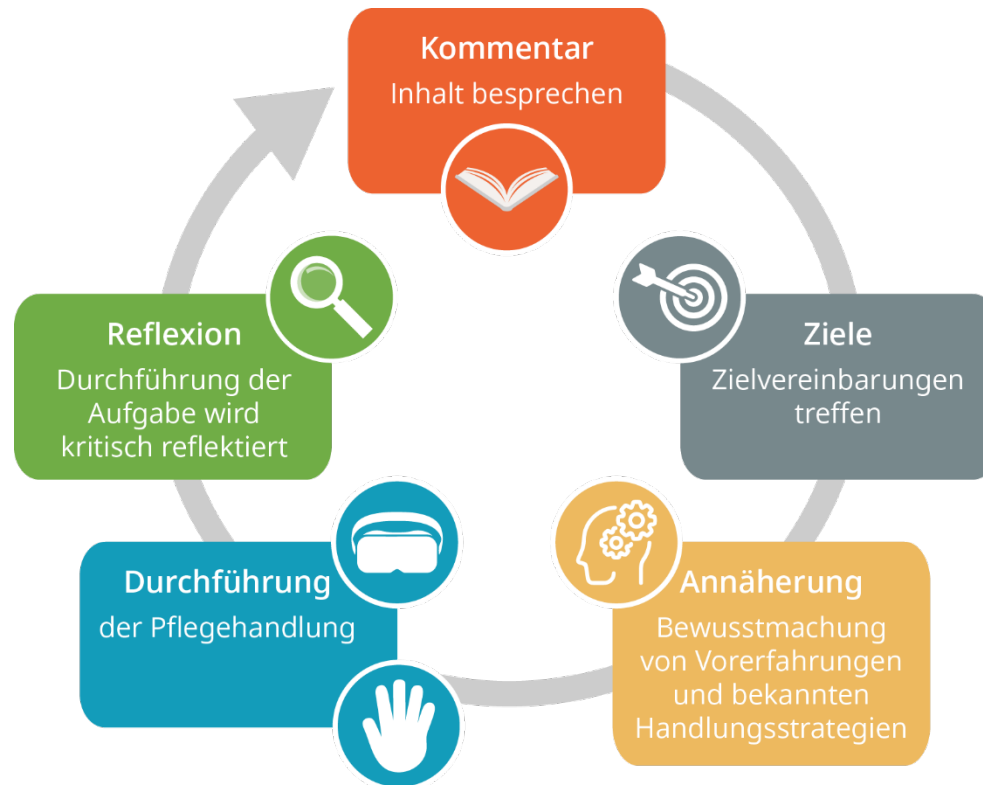 Kommentar
Inhalt besprechen
Ziele
Zielvereinbarungen
treffen
Annäherung
Bewusstmachung
von Vorerfahrungen
und bekannten
Handlungsstrategien
Durchführung
der Pflegehandlung
Reflexion
Durchführung der
Aufgabe wird
kritisch reflektiert